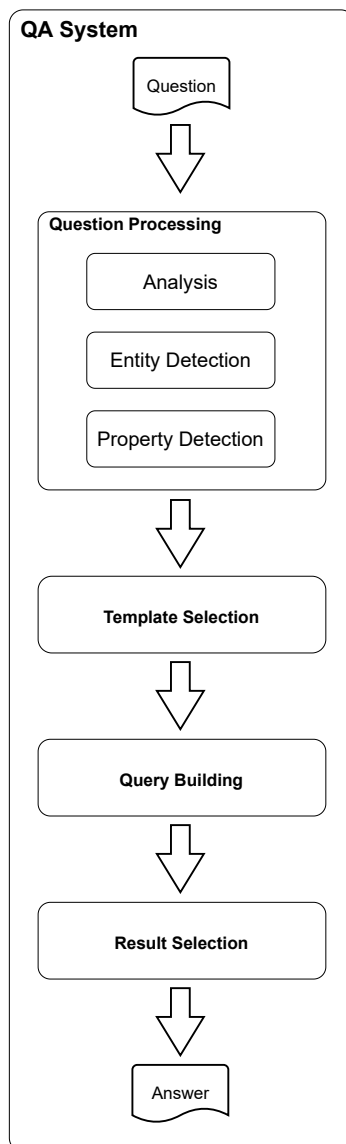 QA System
Question
Question Processing
Analysis
Entity Detection
Property Detection
Template Selection
Query Building
Result Selection
Answer